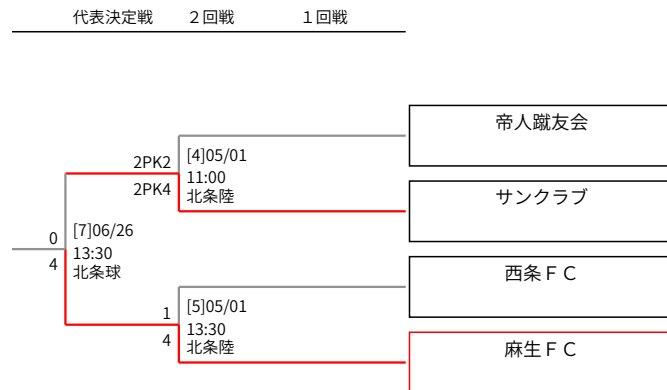 代表決定戦 ２回戦 １回戦
帝人蹴友会
2PK2
[4]05/01
11:00
北条陸
2PK4
サンクラブ
0
[7]06/26
13:30
北条球
4
西条ＦＣ
1
[5]05/01
13:30
北条陸
4
麻生ＦＣ